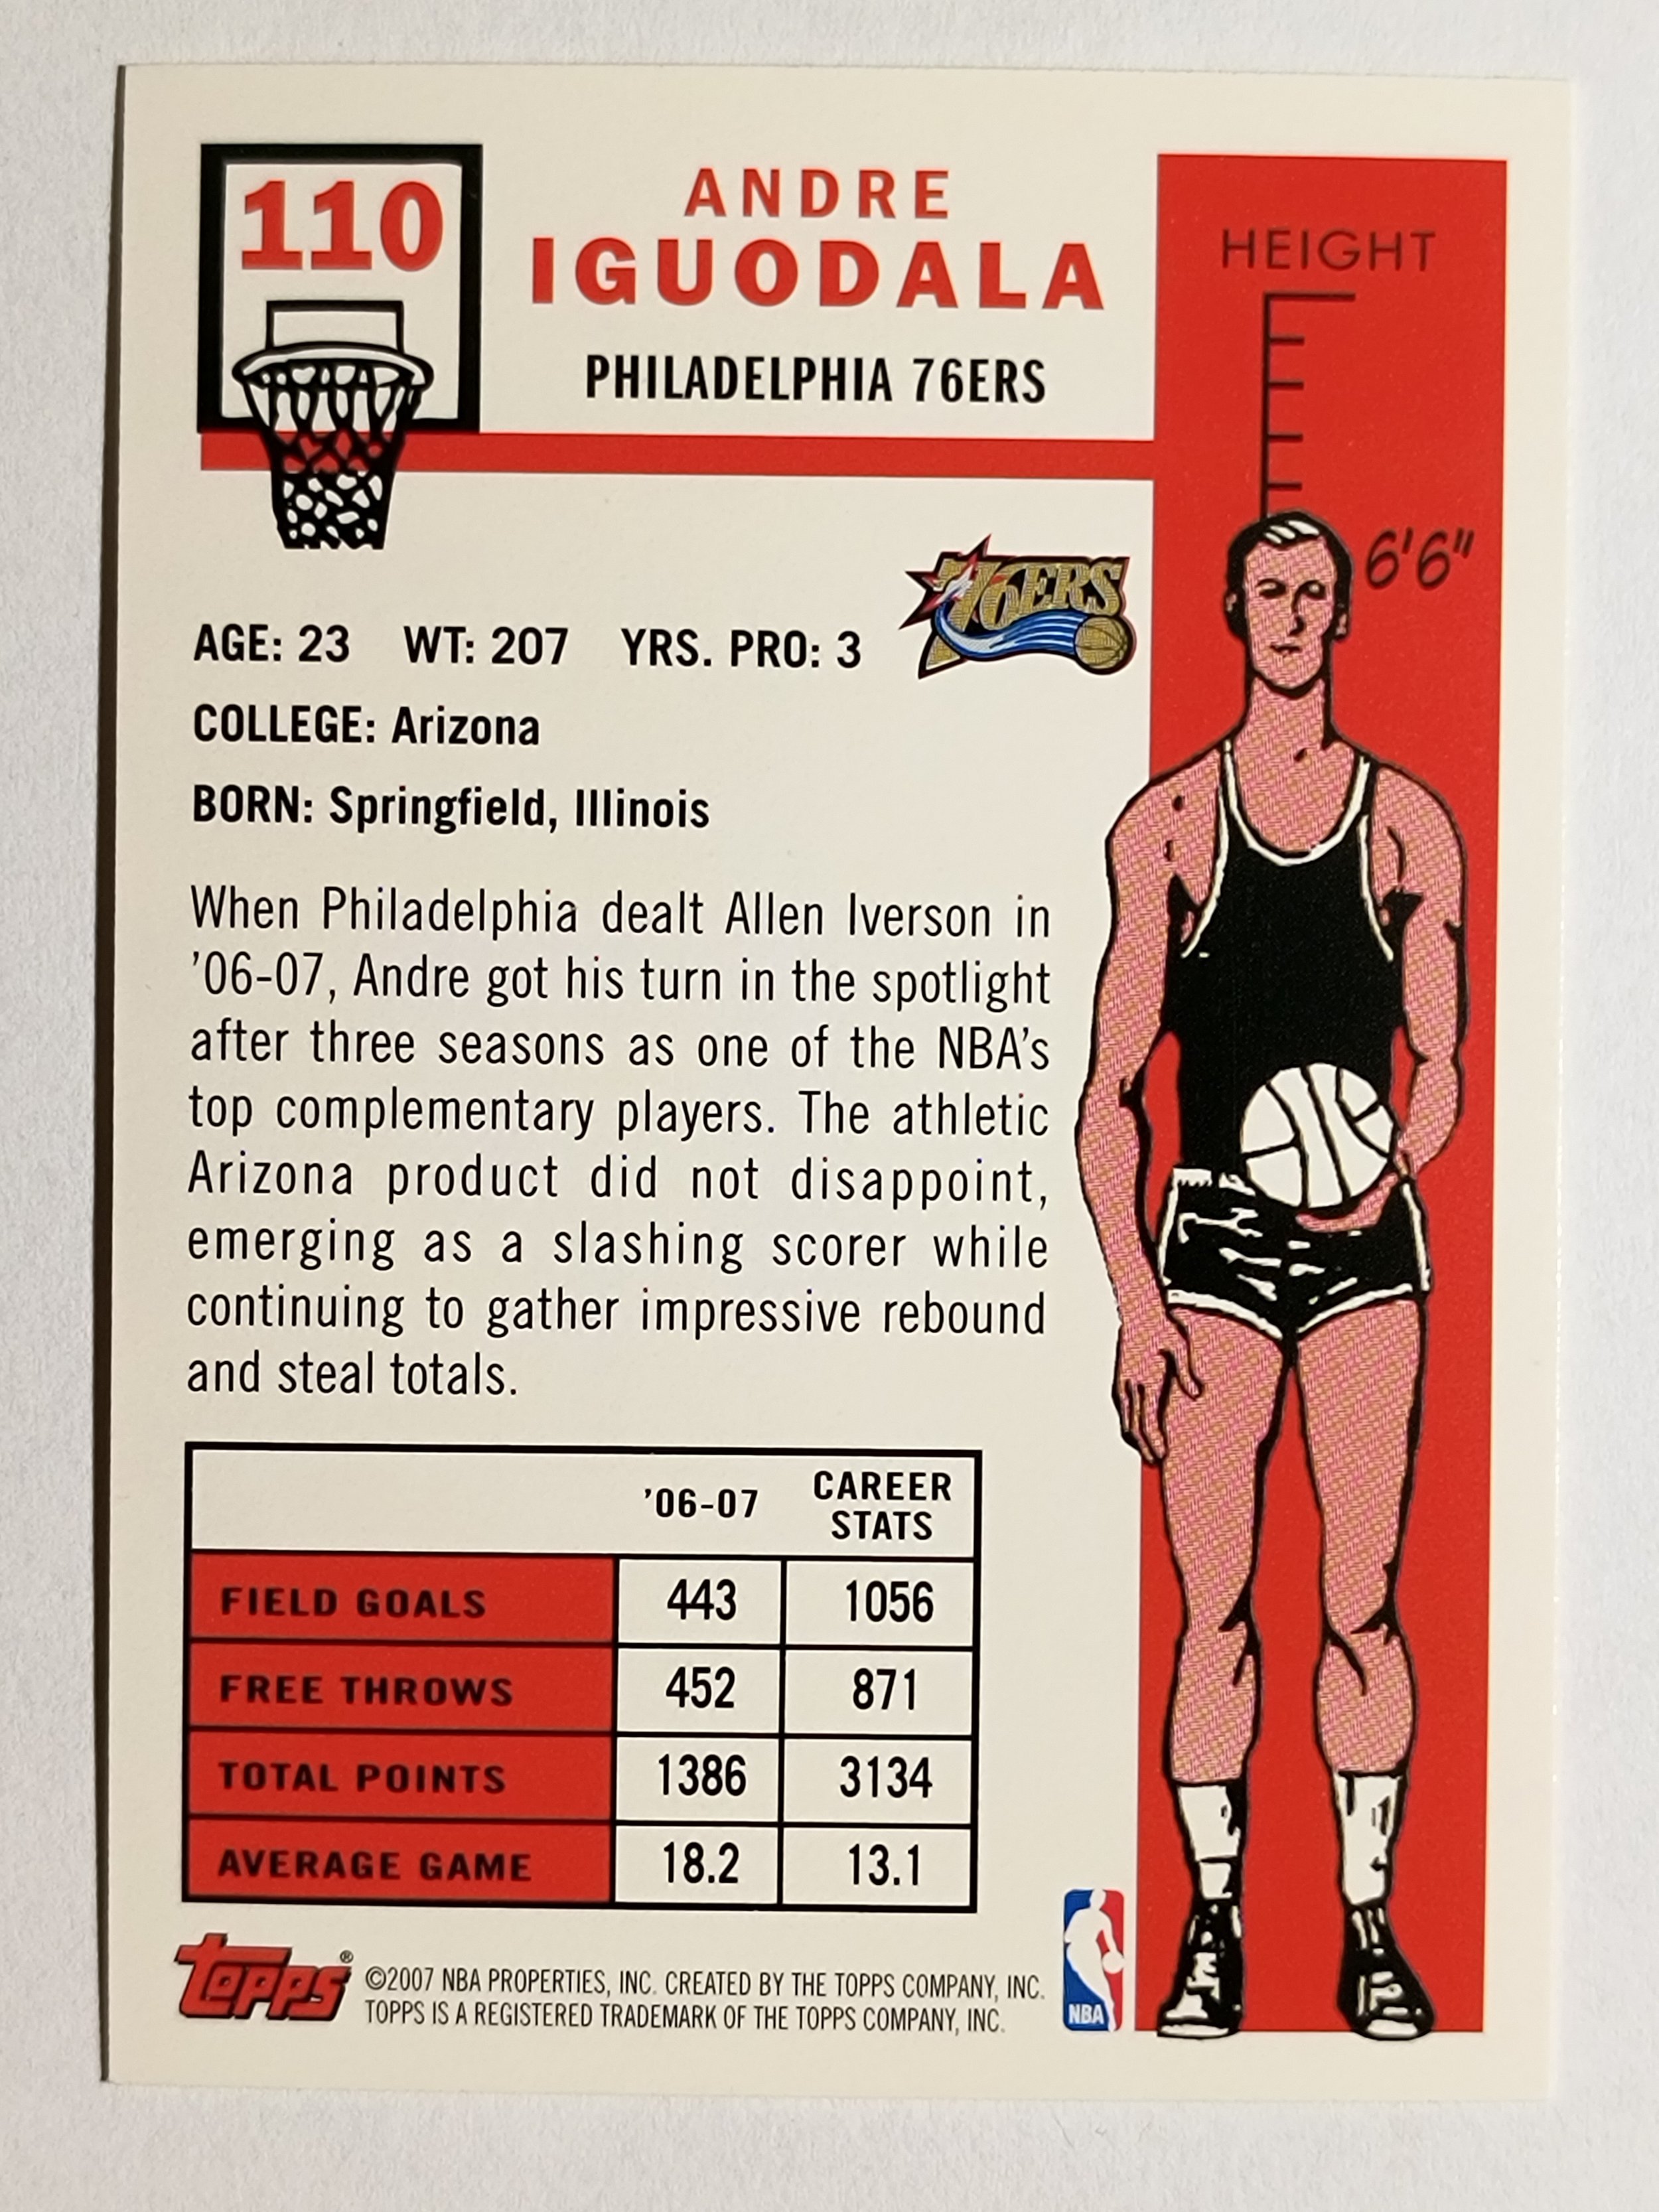 110
ANDRE
IGUODALA
PHILADELPHIA 76ERS
HEIGHT
6'6"
76ERS
AGE: 23 WT: 207 YRS. PRO: 3
COLLEGE: Arizona
BORN: Springfield, Illinois
When Philadelphia dealt Allen Iverson in
’06-07, Andre got his turn in the spotlight
after three seasons as one of the NBA’s
top complementary players. The athletic
Arizona product did not disappoint,
emerging as a slashing scorer while
continuing to gather impressive rebound
and steal totals.
’06-07 CAREER STATS
FIELD GOALS 443 1056
FREE THROWS 452 871
TOTAL POINTS 1386 3134
AVERAGE GAME 18.2 13.1
Topps®
©2007 NBA PROPERTIES, INC. CREATED BY THE TOPPS COMPANY, INC.
TOPPS IS A REGISTERED TRADEMARK OF THE TOPPS COMPANY, INC.
NBA